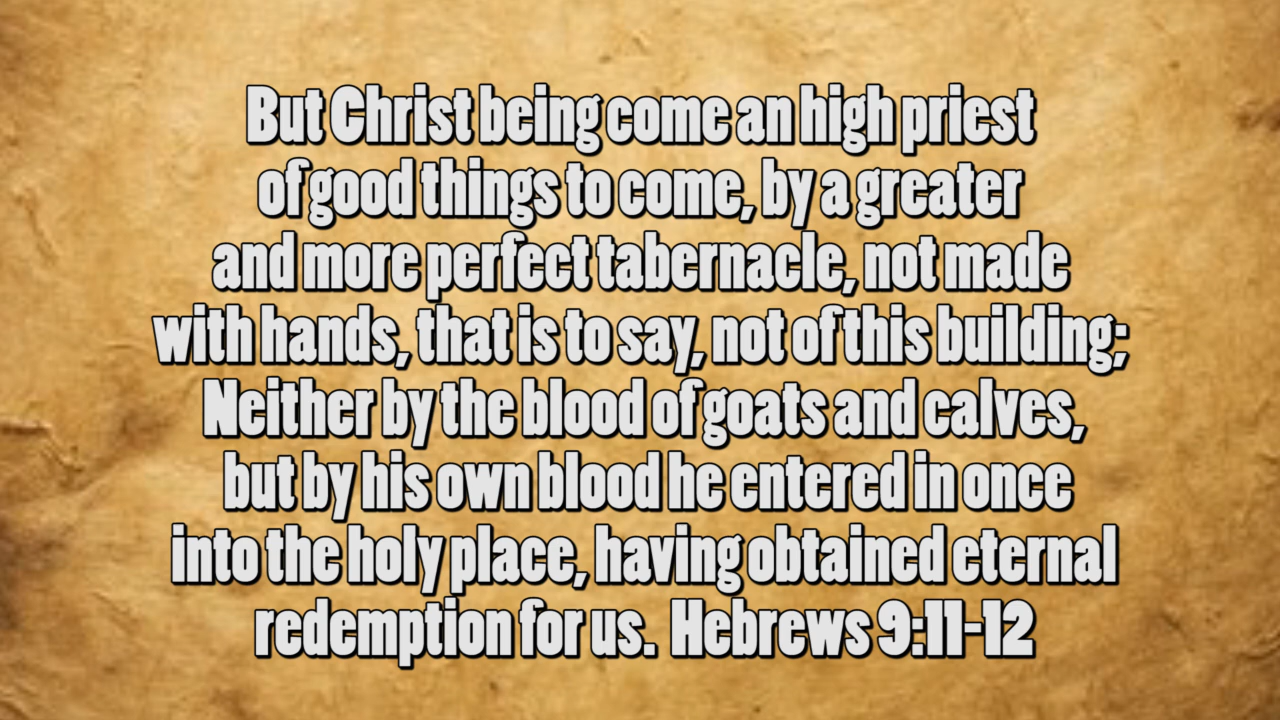 But Christ being come an high priest
of good things to come, by a greater
and more perfect tabernacle, not made
with hands, that is to say, not of this building;
Neither by the blood of goats and calves,
but by his own blood he entered in once
into the holy place, having obtained eternal
redemption for us. Hebrews 9:11-12